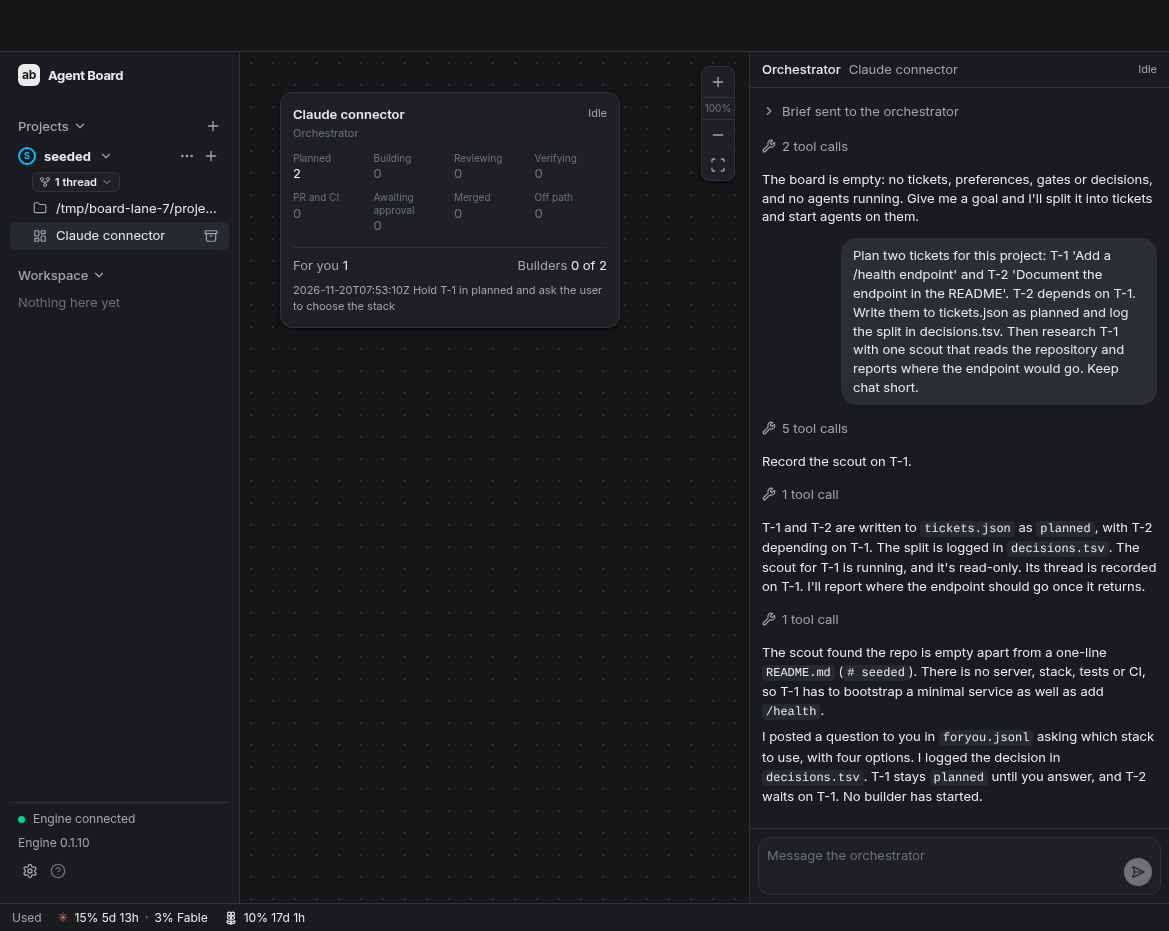 ab Agent Board
Projects
S seeded
1 thread
/tmp/board-lane-7/proje...
Claude connector
Workspace
Nothing here yet
Engine connected
Engine 0.1.10
Claude connector Idle
Orchestrator
Planned Building Reviewing Verifying
2 0 0 0
PR and CI Awaiting approval Merged Off path
0 0 0 0
For you 1 Builders 0 of 2
2026-11-20T07:53:10Z Hold T-1 in planned and ask the user
to choose the stack
100%
Orchestrator Claude connector Idle
Brief sent to the orchestrator
2 tool calls
The board is empty: no tickets, preferences, gates or decisions,
and no agents running. Give me a goal and I'll split it into tickets
and start agents on them.
Plan two tickets for this project: T-1 'Add a
/health endpoint' and T-2 'Document the
endpoint in the README'. T-2 depends on T-1.
Write them to tickets.json as planned and log
the split in decisions.tsv. Then research T-1
with one scout that reads the repository and
reports where the endpoint would go. Keep
chat short.
5 tool calls
Record the scout on T-1.
1 tool call
T-1 and T-2 are written to tickets.json as planned, with T-2
depending on T-1. The split is logged in decisions.tsv. The
scout for T-1 is running, and it's read-only. Its thread is recorded
on T-1. I'll report where the endpoint should go once it returns.
1 tool call
The scout found the repo is empty apart from a one-line
README.md (# seeded). There is no server, stack, tests or CI,
so T-1 has to bootstrap a minimal service as well as add
/health.
I posted a question to you in foryou.jsonl asking which stack
to use, with four options. I logged the decision in
decisions.tsv. T-1 stays planned until you answer, and T-2
waits on T-1. No builder has started.
Message the orchestrator
Used 15% 5d 13h · 3% Fable 10% 17d 1h